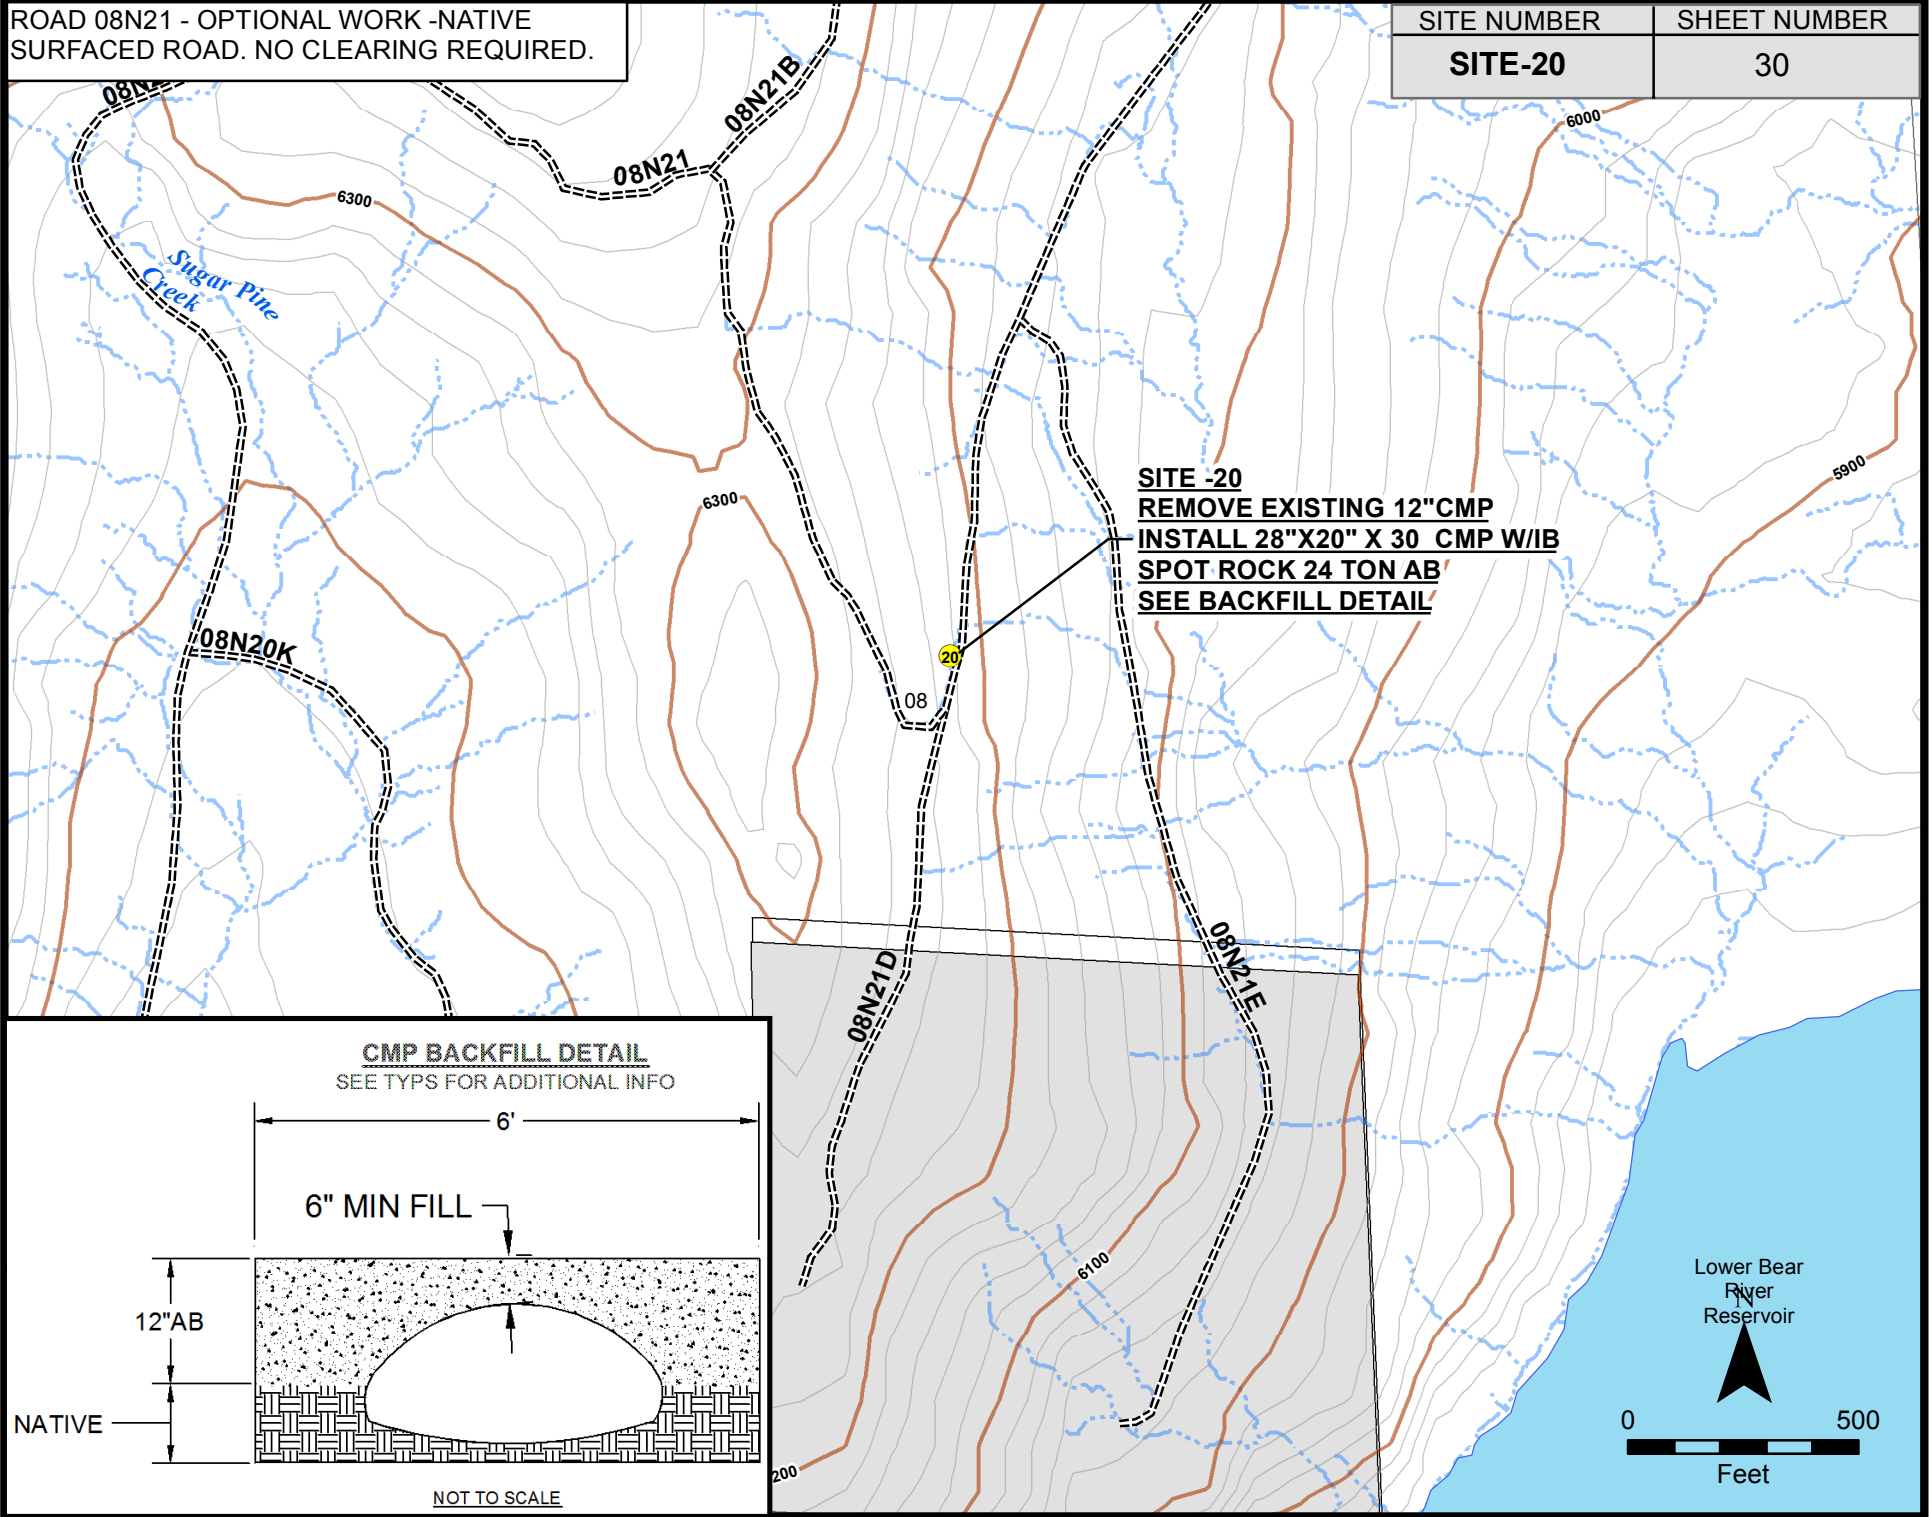 ROAD 08N21 - OPTIONAL WORK -NATIVE
SURFACED ROAD. NO CLEARING REQUIRED.
SITE NUMBER
SHEET NUMBER
SITE-20
30
08N21B
08N21
6000
6300
Sugar Pine
Creek
6300
5900
SITE -20
REMOVE EXISTING 12"CMP
INSTALL 28"X20" X 30 CMP W/IB
SPOT ROCK 24 TON AB
SEE BACKFILL DETAIL
08N20K
20
08
08N21D
08N21E
6100
200
CMP BACKFILL DETAIL
SEE TYPS FOR ADDITIONAL INFO
6'
6" MIN FILL
12"AB
NATIVE
NOT TO SCALE
Lower Bear
River
Reservoir
N
0 500
Feet